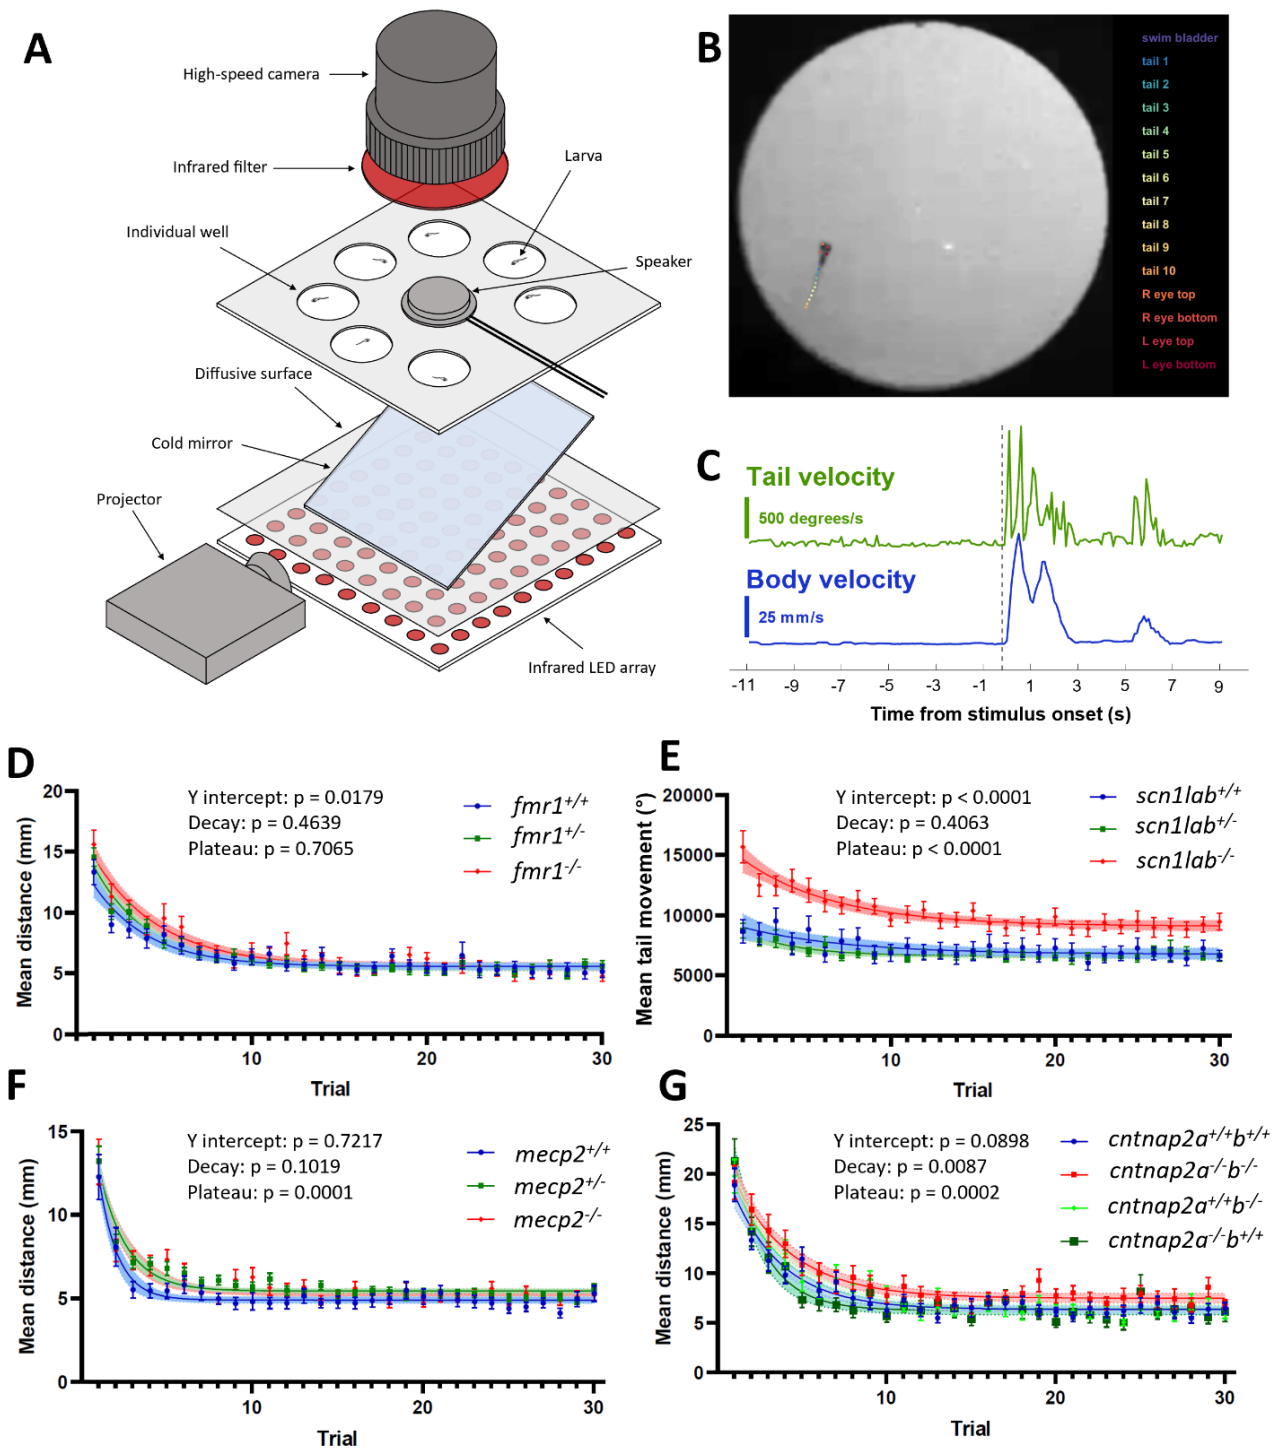 A
High-speed camera
Infrared filter
Larva
Individual well
Speaker
Diffusive surface
Cold mirror
Projector
Infrared LED array
B
swim bladder
tail 1
tail 2
tail 3
tail 4
tail 5
tail 6
tail 7
tail 8
tail 9
tail 10
R eye top
R eye bottom
L eye top
L eye bottom
C
Tail velocity
500 degrees/s
Body velocity
25 mm/s
-11 -9 -7 -5 -3 -1 1 3 5 7 9
Time from stimulus onset (s)
D
Mean distance (mm)
20
15
10
5
0
Y intercept: p = 0.0179
Decay: p = 0.4639
Plateau: p = 0.7065
fmr1+/+
fmr1+/-
fmr1-/-
10 20 30
Trial
E
Mean tail movement (°)
20000
15000
10000
5000
0
Y intercept: p < 0.0001
Decay: p = 0.4063
Plateau: p < 0.0001
scn1lab+/+
scn1lab+/-
scn1lab-/-
10 20 30
Trial
F
Mean distance (mm)
15
10
5
0
Y intercept: p = 0.7217
Decay: p = 0.1019
Plateau: p = 0.0001
mecp2+/+
mecp2+/-
mecp2-/-
10 20 30
Trial
G
Mean distance (mm)
25
20
15
10
5
0
Y intercept: p = 0.0898
Decay: p = 0.0087
Plateau: p = 0.0002
cntnap2a+/+b+/+
cntnap2a-/-b-/-
cntnap2a+/+b-/-
cntnap2a-/-b+/+
10 20 30
Trial